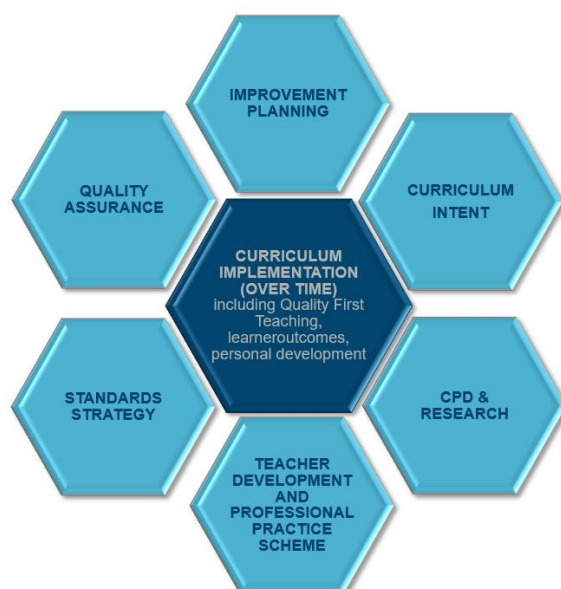 IMPROVEMENT
PLANNING
QUALITY
ASSURANCE
CURRICULUM
INTENT
CURRICULUM
IMPLEMENTATION
(OVER TIME)
including Quality First
Teaching,
learneroutcomes,
personal development
STANDARDS
STRATEGY
CPD &
RESEARCH
TEACHER
DEVELOPMENT
AND
PROFESSIONAL
PRACTICE
SCHEME